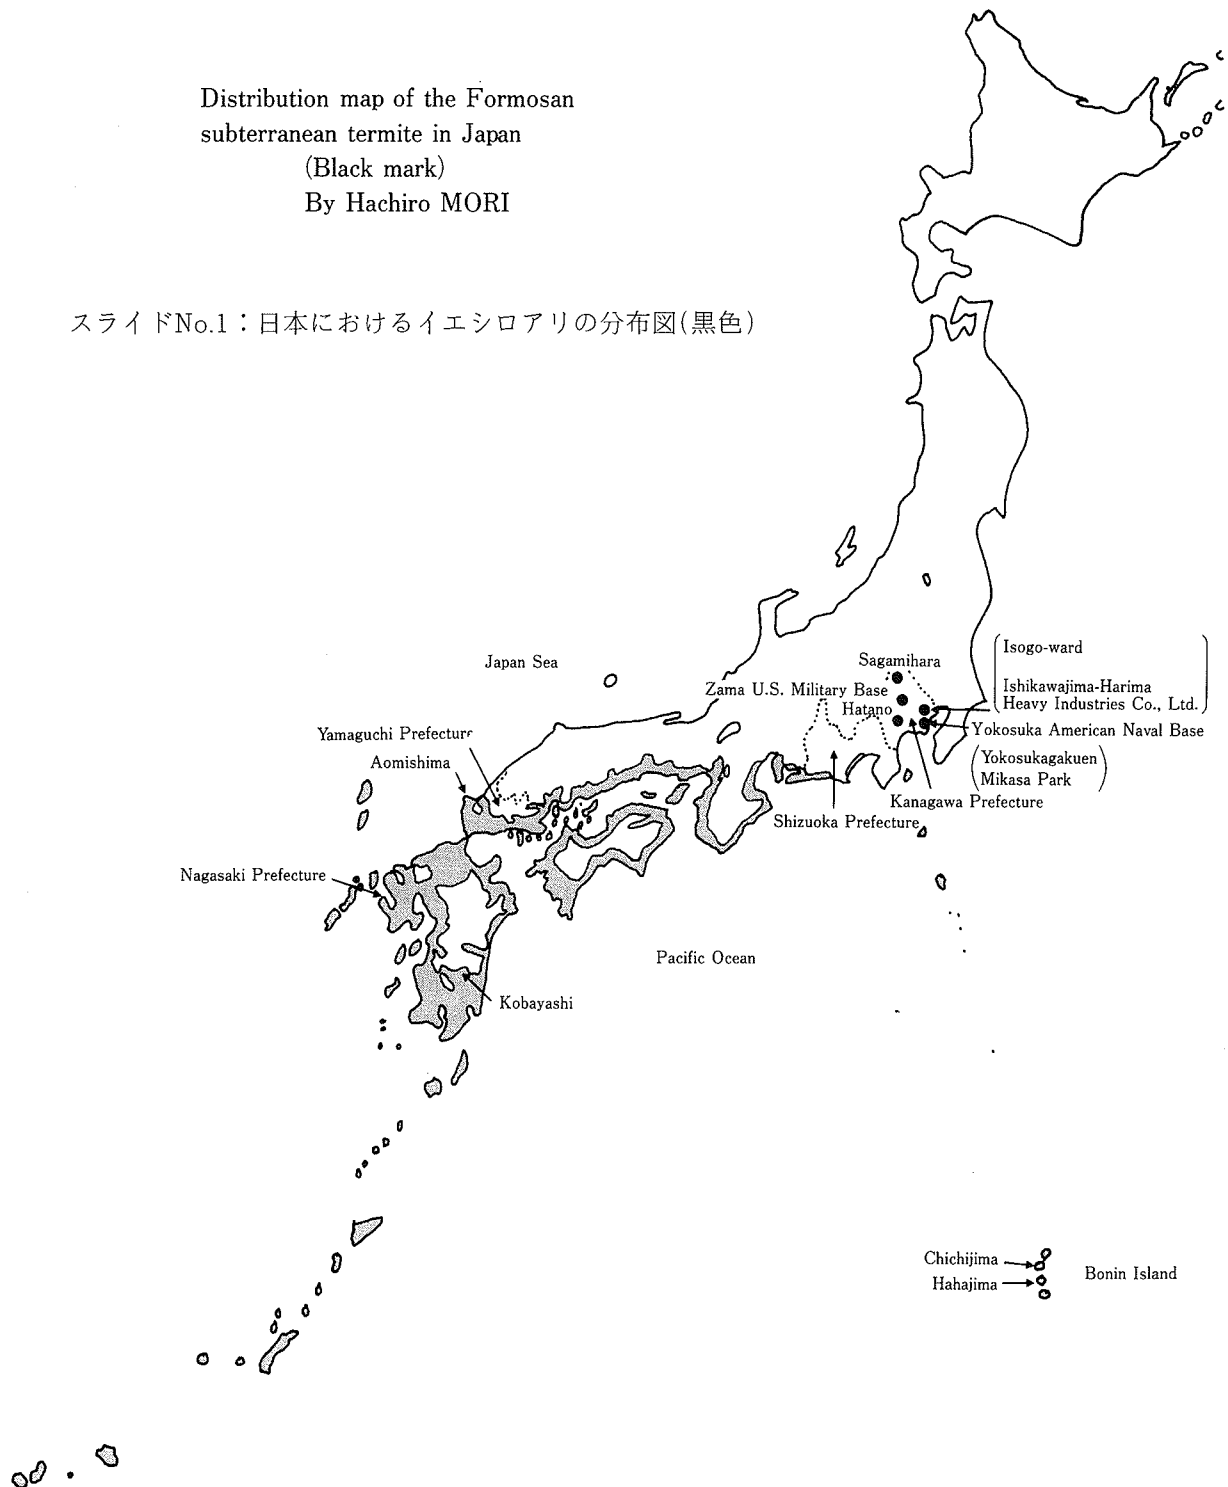 Distribution map of the Formosan
subterranean termite in Japan
(Black mark)
By Hachiro MORI
スライドNo.1：日本におけるイエシロアリの分布図(黒色)
Japan Sea
Sagamihara
Zama U.S. Military Base
Hatano
Isogo-ward
Ishikawajima-Harima
Heavy Industries Co., Ltd.
Yokosuka American Naval Base
(Yokosukagakuen
Mikasa Park)
Kanagawa Prefecture
Shizuoka Prefecture
Yamaguchi Prefecture
Aomishima
Nagasaki Prefecture
Pacific Ocean
Kobayashi
Chichijima
Hahajima
Bonin Island